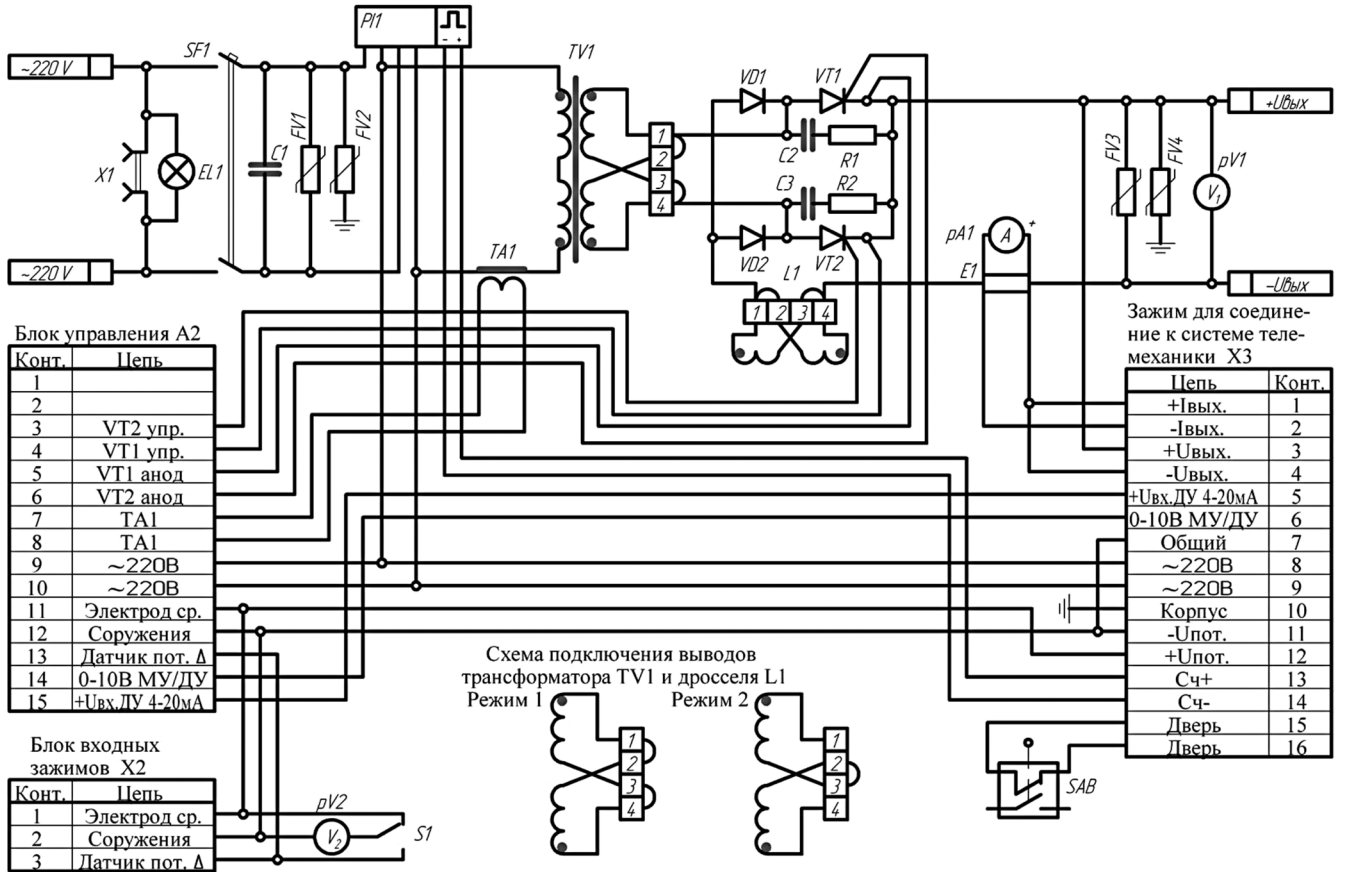 PI1
- +
SF1
TV1
~220 V
VD1
VT1
+Uвых
FV1
FV2
C1
X1
EL1
1
2
3
4
C2
R1
C3
R2
FV3
FV4
pV1
V₁
TA1
VD2
VT2
L1
pA1
A
+
E1
~220 V
1 2 3 4
–Uвых
Блок управления А2
Конт. Цепь
1
2
3 VT2 упр.
4 VT1 упр.
5 VT1 анод
6 VT2 анод
7 ТА1
8 ТА1
9 ~220В
10 ~220В
11 Электрод ср.
12 Соружения
13 Датчик пот. Δ
14 0-10В МУ/ДУ
15 +Uвх.ДУ 4-20мА
Зажим для соедине-
ние к системе теле-
механики Х3
Цепь Конт.
+Iвых. 1
-Iвых. 2
+Uвых. 3
-Uвых. 4
+Uвх.ДУ 4-20мА 5
0-10В МУ/ДУ 6
Общий 7
~220В 8
~220В 9
Корпус 10
-Uпот. 11
+Uпот. 12
Сч+ 13
Сч- 14
Дверь 15
Дверь 16
Схема подключения выводов
трансформатора TV1 и дросселя L1
Режим 1
Режим 2
1
2
3
4
1
2
3
4
SAB
Блок входных
зажимов Х2
Конт. Цепь
1 Электрод ср.
2 Соружения
3 Датчик пот. Δ
pV2
V₂
S1